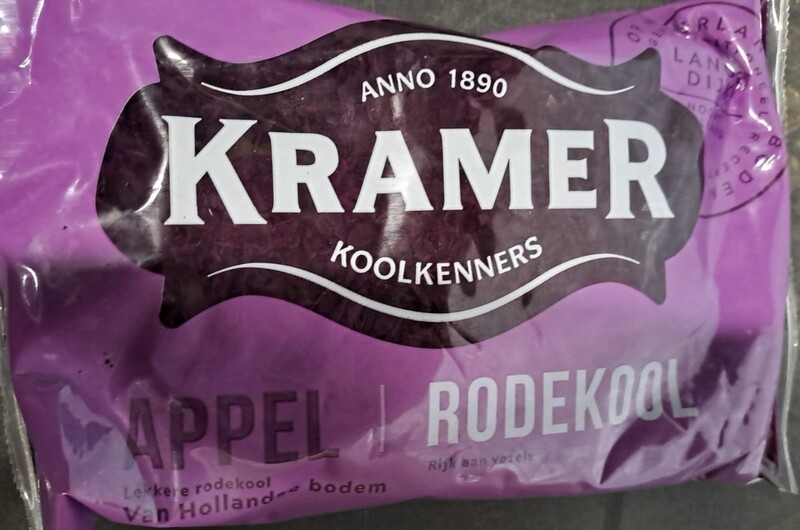 ANNO 1890
KRAMER
KOOLKENNERS
APPEL | RODEKOOL
Rijk aan vezels
Lekkere rodekool
Van Hollandse bodem